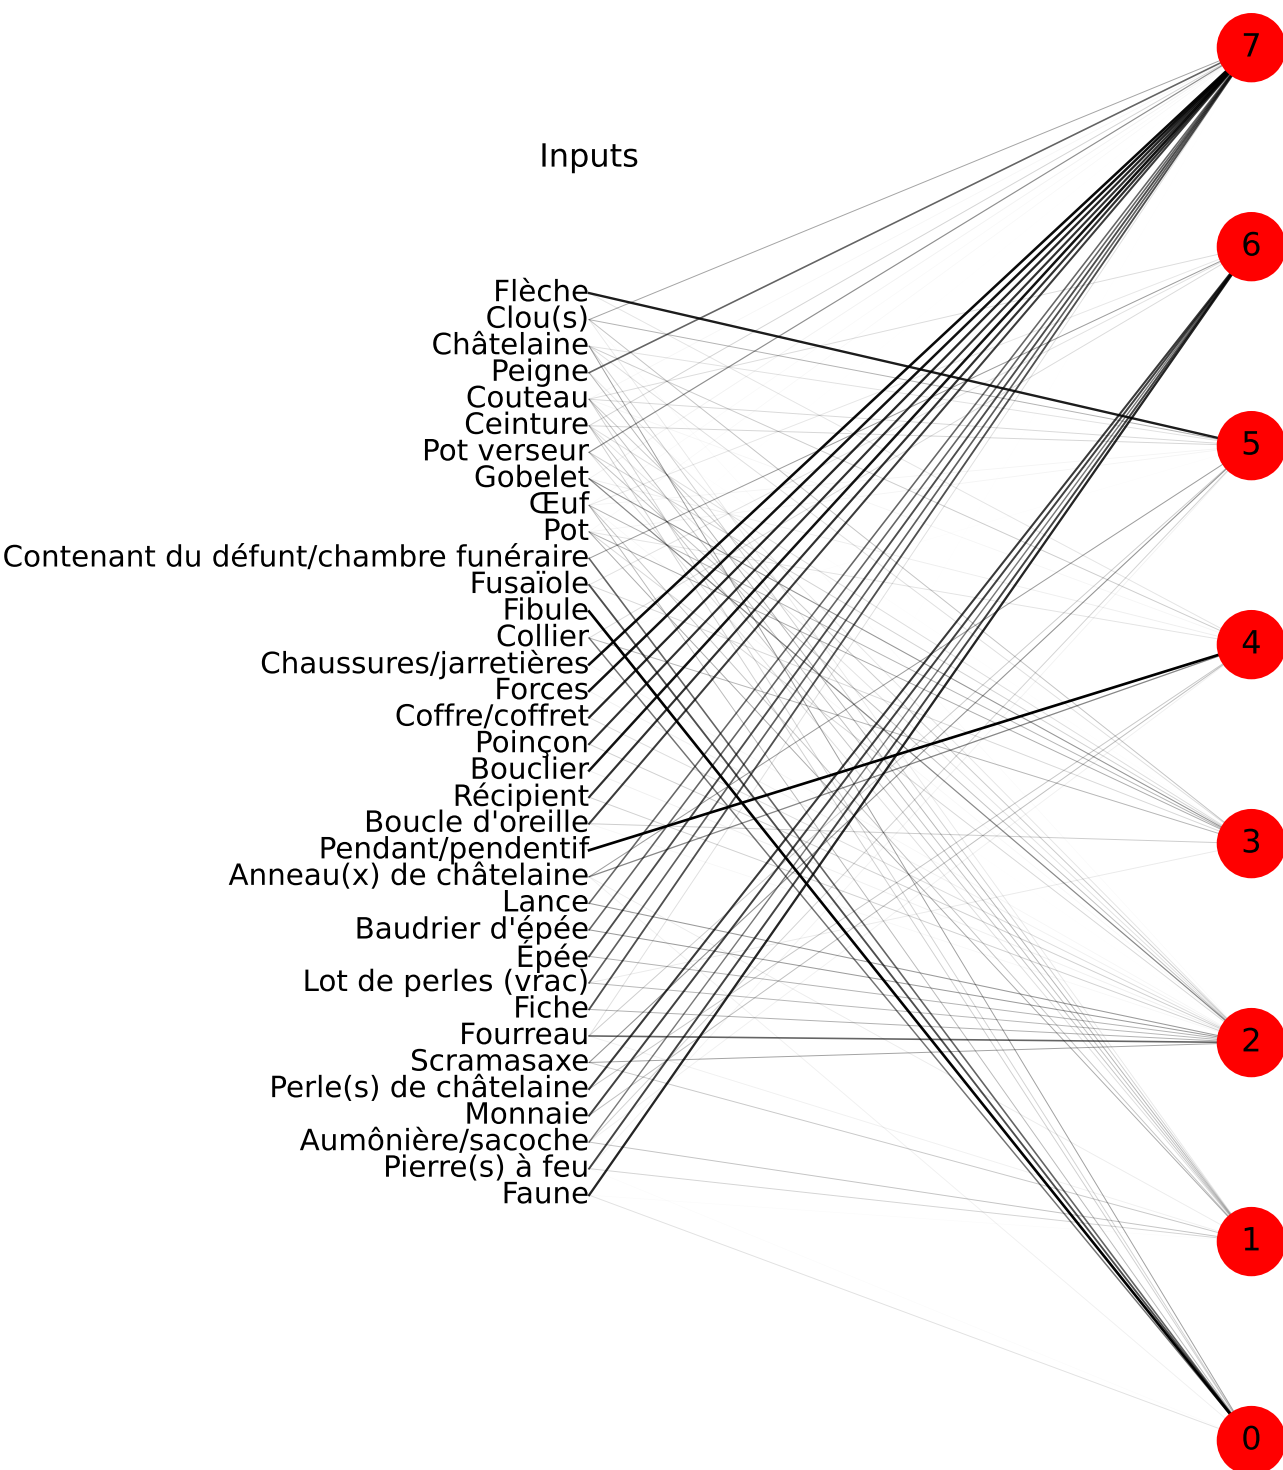 7
Inputs
6
Flèche
Clou(s)
Châtelaine
Peigne
Couteau
Ceinture
5
Pot verseur
Gobelet
Œuf
Pot
Contenant du défunt/chambre funéraire
Fusaïole
Fibule
Collier
4
Chaussures/jarretières
Forces
Coffre/coffret
Poinçon
Bouclier
Récipient
Boucle d'oreille
3
Pendant/pendentif
Anneau(x) de châtelaine
Lance
Baudrier d'épée
Épée
Lot de perles (vrac)
Fiche
Fourreau
2
Scramasaxe
Perle(s) de châtelaine
Monnaie
Aumônière/sacoche
Pierre(s) à feu
Faune
1
0